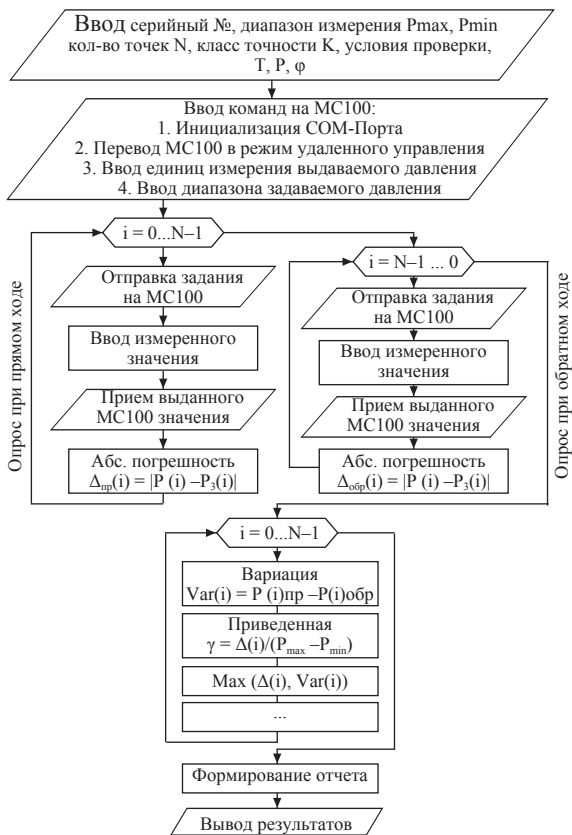 Ввод серийный №, диапазон измерения Pmax, Pmin
кол-во точек N, класс точности K, условия проверки,
T, P, φ
Ввод команд на МС100:
1. Инициализация COM-Порта
2. Перевод МС100 в режим удаленного управления
3. Ввод единиц измерения выдаваемого давления
4. Ввод диапазона задаваемого давления
i = 0...N–1
Отправка задания
на МС100
Ввод измеренного
значения
Прием выданного
МС100 значения
Абс. погрешность
Δпр(i) = |P (i) –P3(i)|
Опрос при прямом ходе
i = N–1 ... 0
Отправка задания
на МС100
Ввод измеренного
значения
Прием выданного
МС100 значения
Абс. погрешность
Δобр(i) = |P (i) –P3(i)|
Опрос при обратном ходе
i = 0...N–1
Вариация
Var(i) = P (i)пр –P(i)обр
Приведенная
γ = Δ(i)/(Pmax –Pmin)
Max (Δ(i), Var(i))
...
Формирование отчета
Вывод результатов